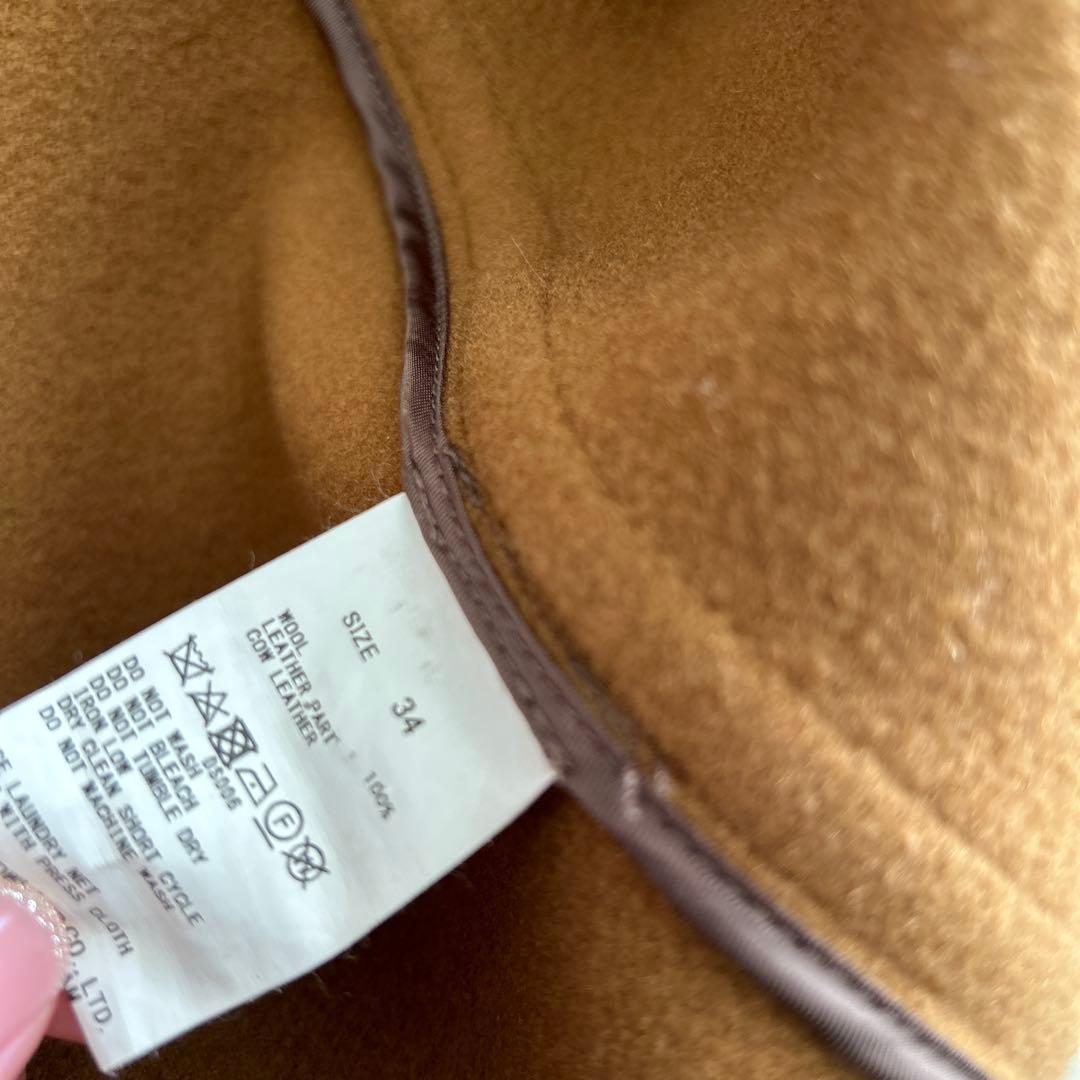 SIZE 34
WOOL 100%
LEATHER PART :
COW LEATHER
F
DS006
DO NOT WASH
DO NOT BLEACH
DO NOT TUMBLE DRY
IRON LOW
DRY CLEAN SHORT CYCLE
DO NOT MACHINE WASH
LAUNDRY NET
WITH PRESS CLOTH
CO., LTD.